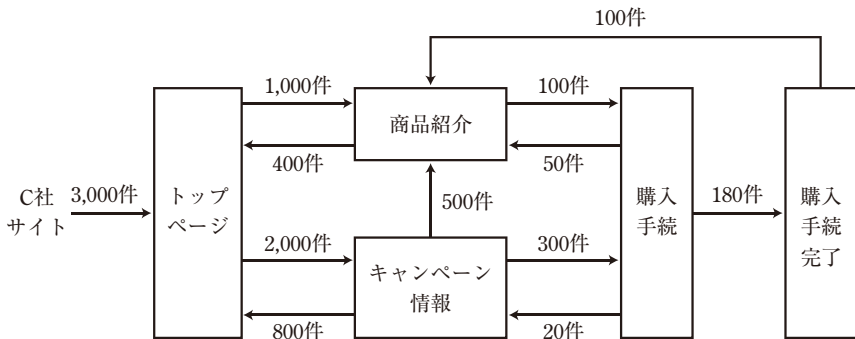 100件
1,000件
100件
商品紹介
400件
50件
C社
サイト
3,000件
トップ
ページ
500件
購入
手続
180件
購入
手続
完了
2,000件
300件
キャンペーン
情報
800件
20件